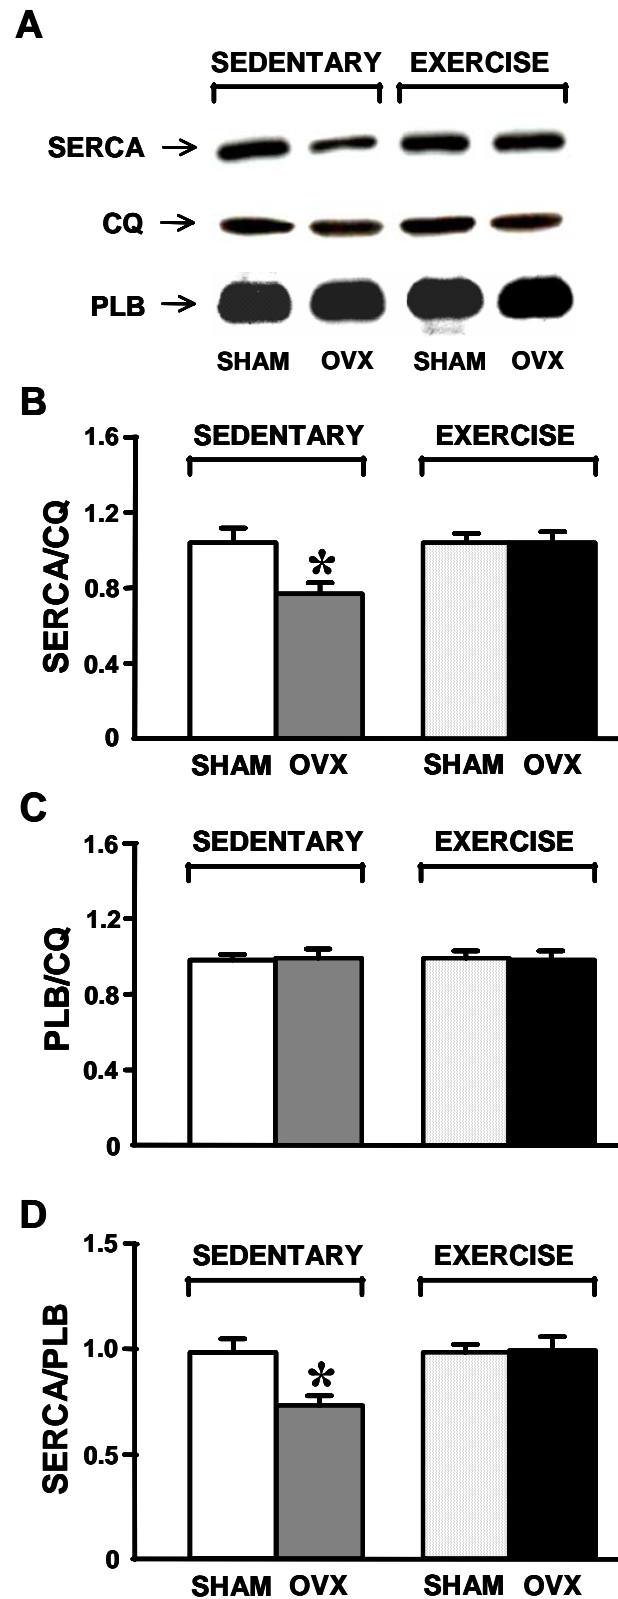 A
SEDENTARY EXERCISE
SERCA →
CQ →
PLB →
SHAM OVX SHAM OVX
B
SEDENTARY EXERCISE
SERCA/CQ
1.6
1.2
0.8
0.4
0
*
SHAM OVX SHAM OVX
C
SEDENTARY EXERCISE
PLB/CQ
1.6
1.2
0.8
0.4
0
SHAM OVX SHAM OVX
D
SEDENTARY EXERCISE
SERCA/PLB
1.5
1.0
0.5
0
*
SHAM OVX SHAM OVX